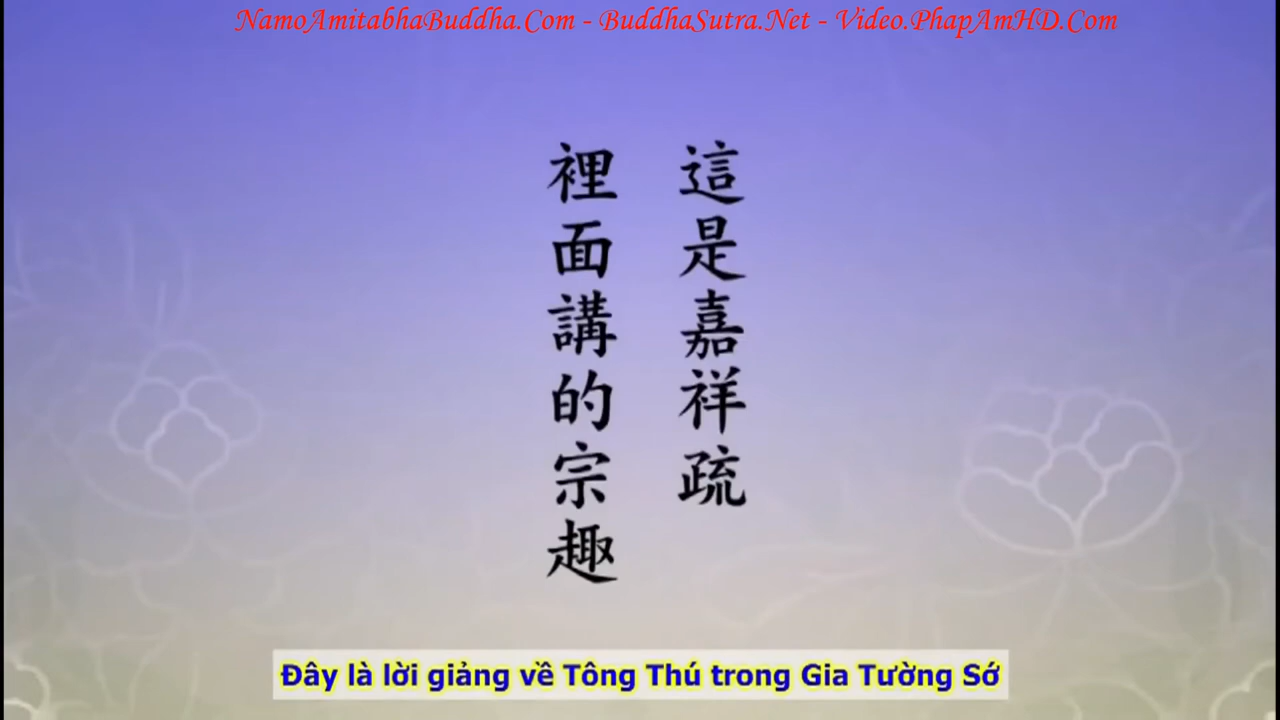 NamoAmitabhaBuddha.Com - BuddhaSutra.Net - Video.PhapAmHD.Com
這是嘉祥疏
裡面講的宗趣
Đây là lời giảng về Tông Thú trong Gia Tường Sớ